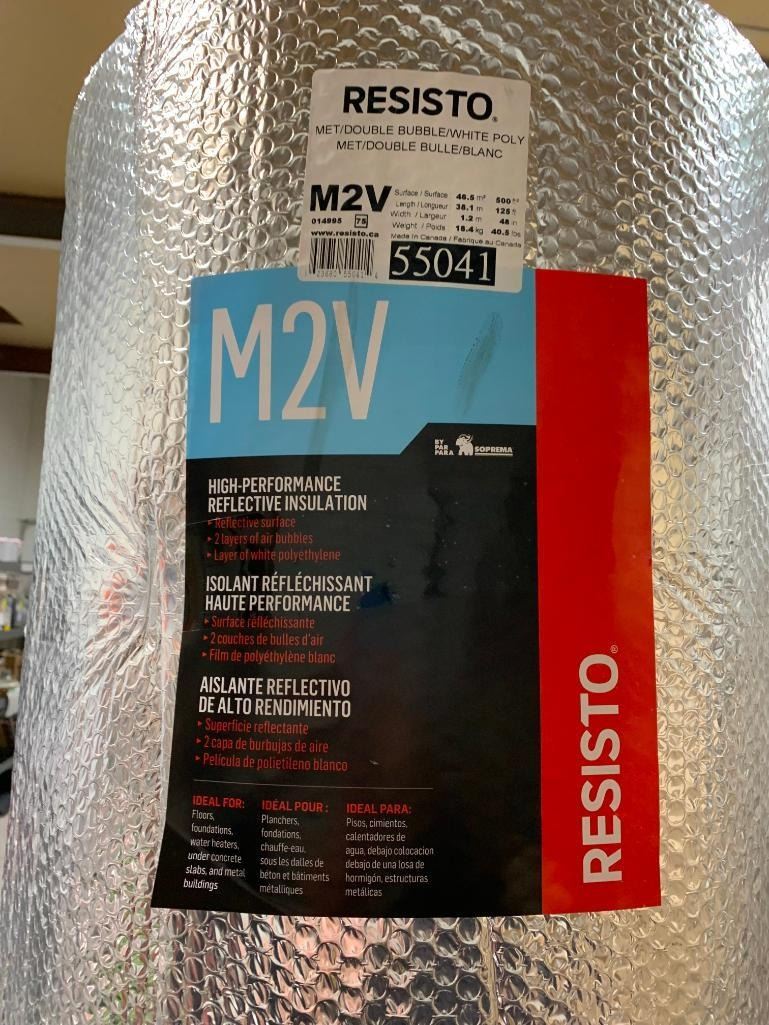 RESISTO®
MET/DOUBLE BUBBLE/WHITE POLY
MET/DOUBLE BULLE/BLANC
M2V
014995 75
www.resisto.ca
Surface / Surface 46.5 m² 500 ft²
Length / Longueur 38.1 m 125 ft
Width / Largeur 1.2 m 48 in
Weight / Poids 18.4 kg 40.5 lbs
Made in Canada / Fabriqué au Canada
55041
M2V
BY
PAR
PARA
SOPREMA
HIGH-PERFORMANCE
REFLECTIVE INSULATION
▸ Reflective surface
▸ 2 layers of air bubbles
▸ Layer of white polyethylene
ISOLANT RÉFLÉCHISSANT
HAUTE PERFORMANCE
▸ Surface réfléchissante
▸ 2 couches de bulles d'air
▸ Film de polyéthylène blanc
AISLANTE REFLECTIVO
DE ALTO RENDIMIENTO
▸ Superficie reflectante
▸ 2 capa de burbujas de aire
▸ Película de polietileno blanco
IDEAL FOR:
Floors,
foundations,
water heaters,
under concrete
slabs, and metal
buildings
IDÉAL POUR :
Planchers,
fondations,
chauffe-eau,
sous les dalles de
béton et bâtiments
métalliques
IDEAL PARA:
Pisos, cimientos,
calentadores de
agua, debajo colocacion
debajo de una losa de
hormigón, estructuras
metálicas
RESISTO®